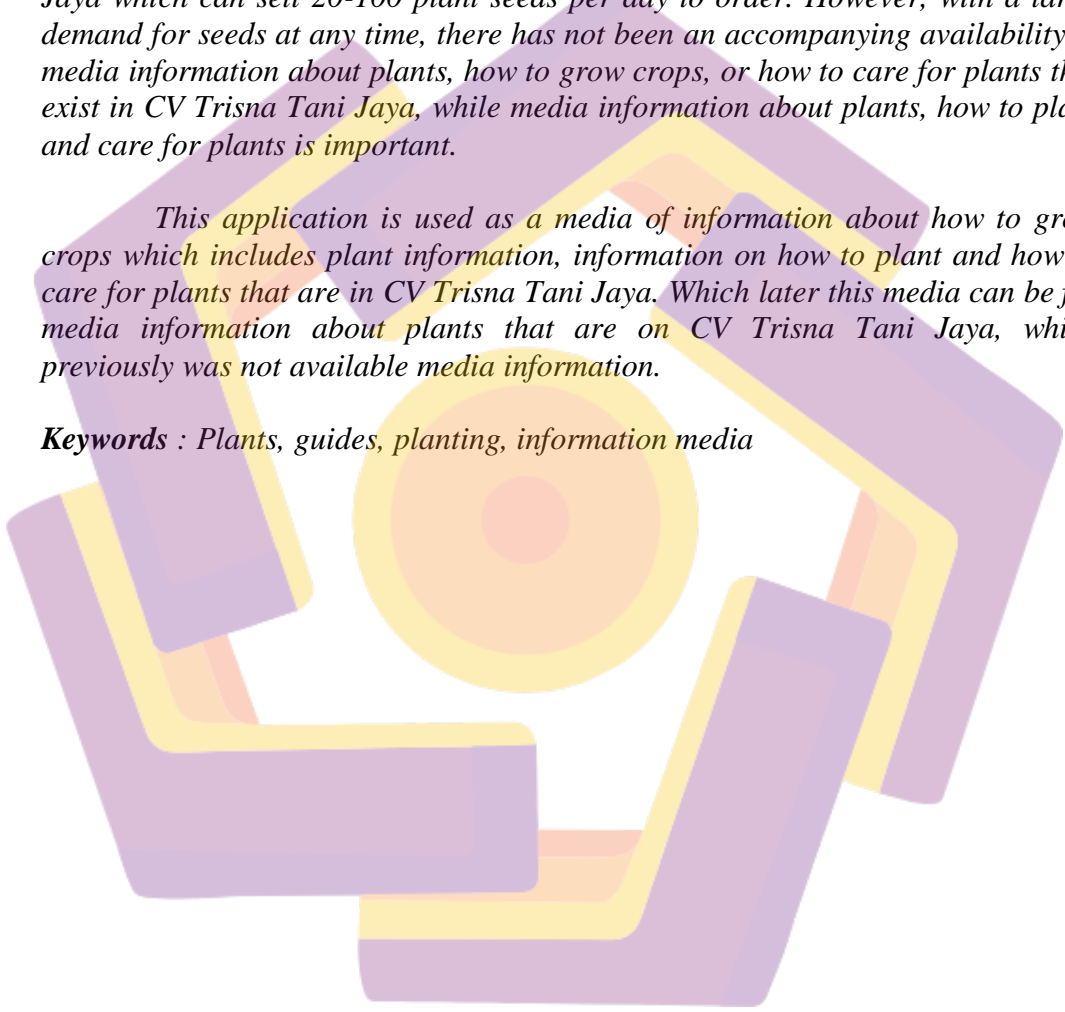 Jaya which can sell 20-100 plant seeds per day to order. However, with a
demand for seeds at any time, there has not been an accompanying availability
media information about plants, how to grow crops, or how to care for plants
exist in CV Trisna Tani Jaya, while media information about plants, how to
and care for plants is important.
This application is used as a media of information about how to
crops which includes plant information, information on how to plant and how
care for plants that are in CV Trisna Tani Jaya. Which later this media can be
media information about plants that are on CV Trisna Tani Jaya,
previously was not available media information.
Keywords : Plants, guides, planting, information media